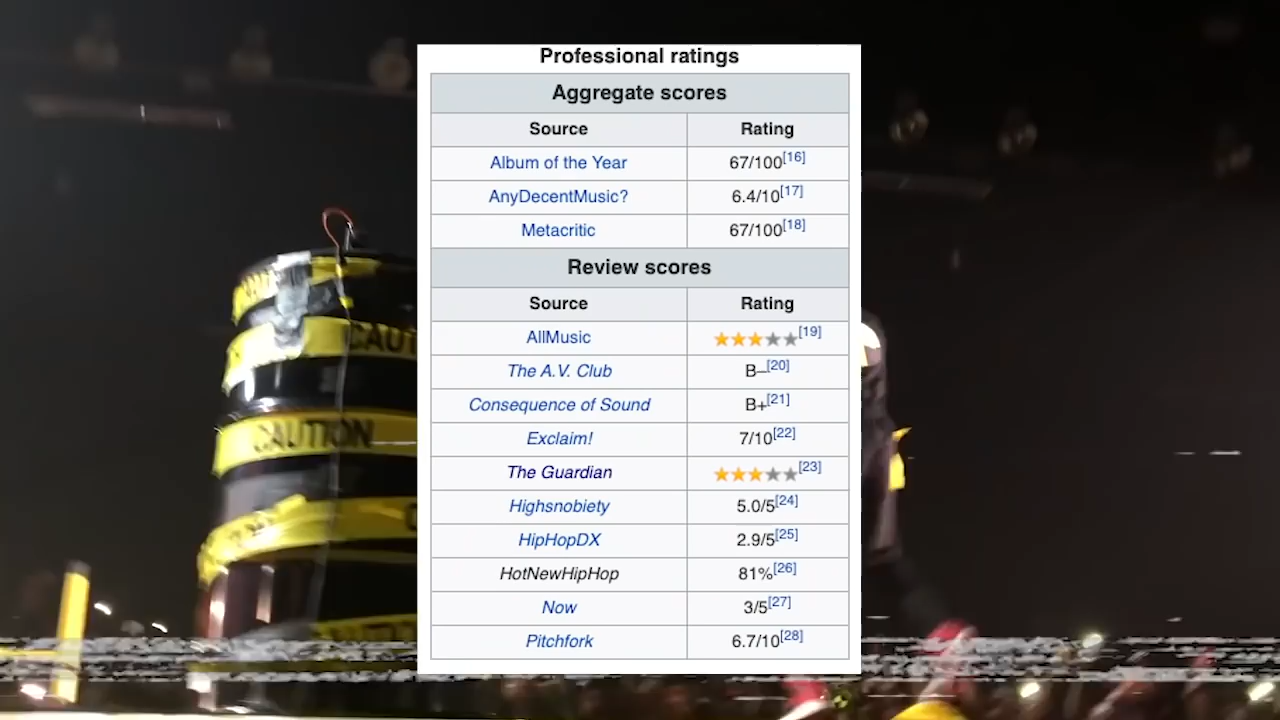 Professional ratings
Aggregate scores
Source Rating
Album of the Year 67/100[16]
AnyDecentMusic? 6.4/10[17]
Metacritic 67/100[18]
Review scores
Source Rating
AllMusic ★★★★★[19]
The A.V. Club B–[20]
Consequence of Sound B+[21]
Exclaim! 7/10[22]
The Guardian ★★★★★[23]
Highsnobiety 5.0/5[24]
HipHopDX 2.9/5[25]
HotNewHipHop 81%[26]
Now 3/5[27]
Pitchfork 6.7/10[28]
CAUTION